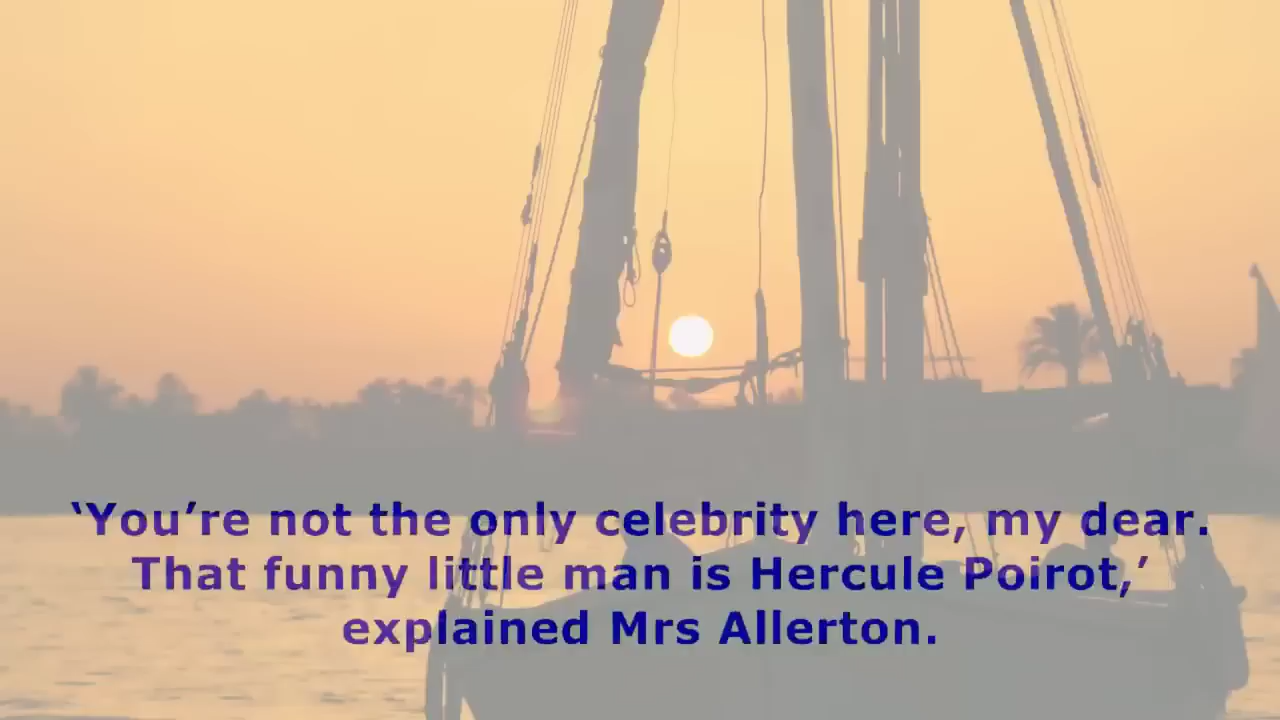 ‘You’re not the only celebrity here, my dear.
That funny little man is Hercule Poirot,’
explained Mrs Allerton.